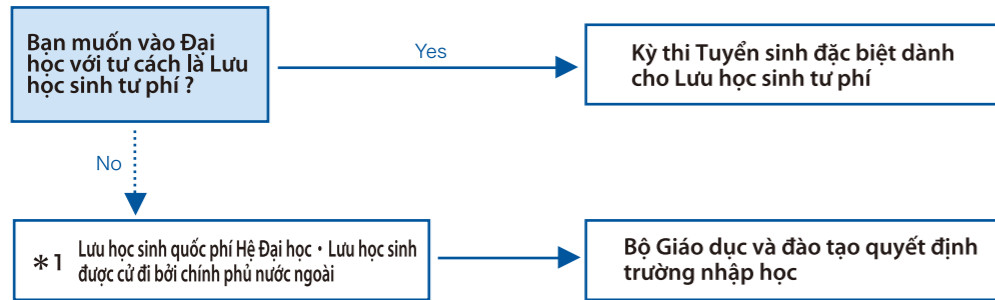 Bạn muốn vào Đại
học với tư cách là Lưu
học sinh tư phí ?
Yes
Kỳ thi Tuyển sinh đặc biệt dành
cho Lưu học sinh tư phí
No
＊1 Lưu học sinh quốc phí Hệ Đại học・Lưu học sinh
được cử đi bởi chính phủ nước ngoài
Bộ Giáo dục và đào tạo quyết định
trường nhập học